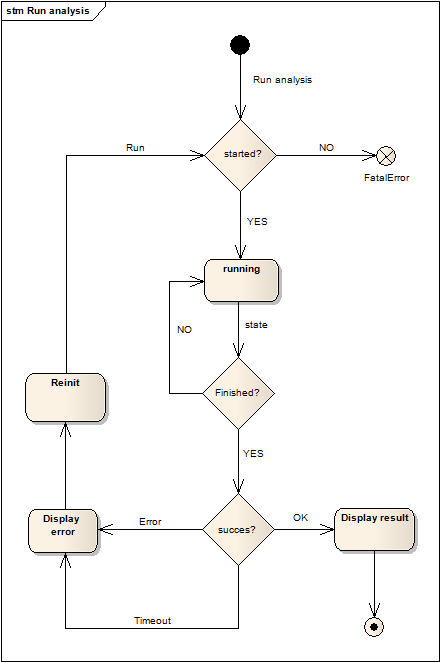 stm Run analysis
Run analysis
Run
started?
NO
FatalError
YES
running
state
NO
Finished?
Reinit
YES
Display
error
Error
succes?
OK
Display result
Timeout